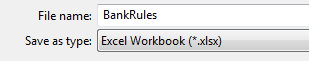 File name: BankRules
Save as type: Excel Workbook (*.xlsx)